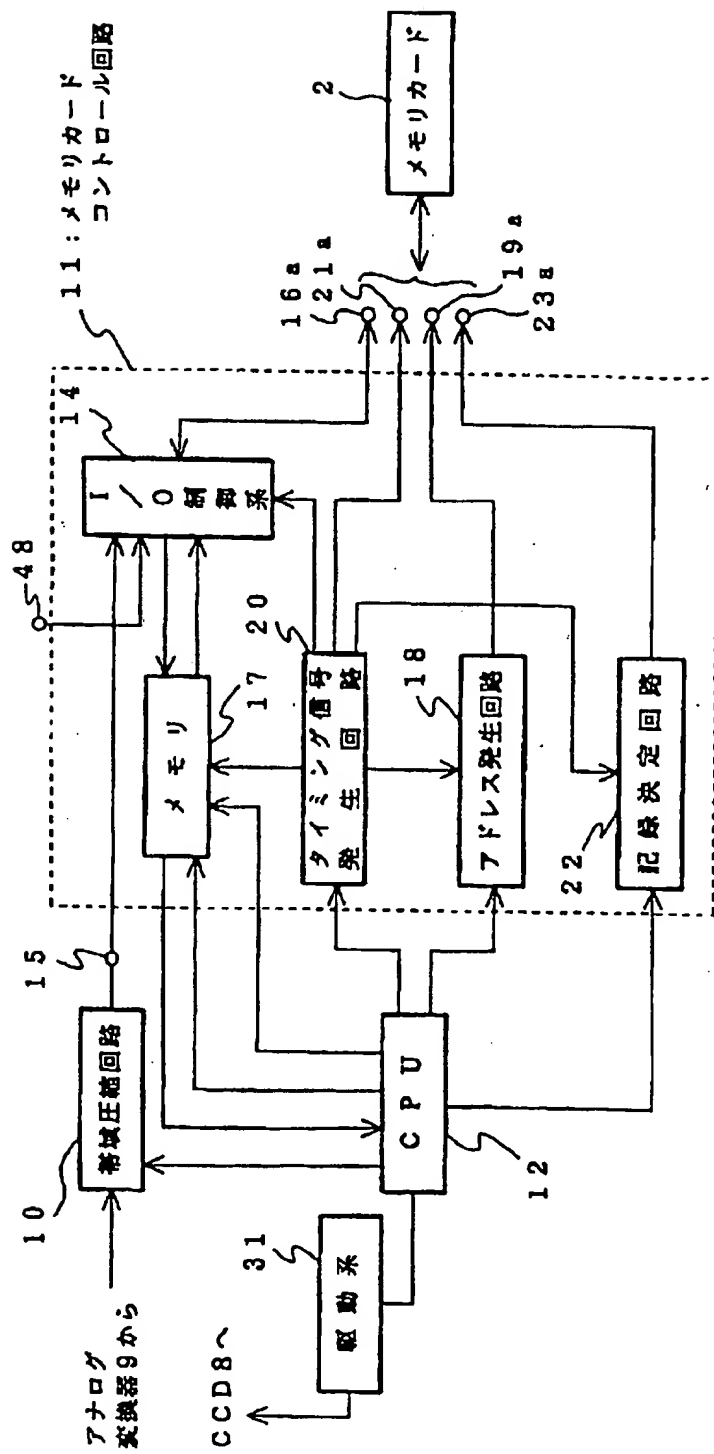 11:メモリカード
コントロール回路
14
I/O制御系
48
16a
21a
19a
23a
2
メモリカード
15
10
帯域圧縮回路
アナログ
変換器9から
17
メモリ
20
タイミング信号
発生回路
18
アドレス発生回路
22
記録決定回路
CPU
12
31
駆動系
CCD8へ